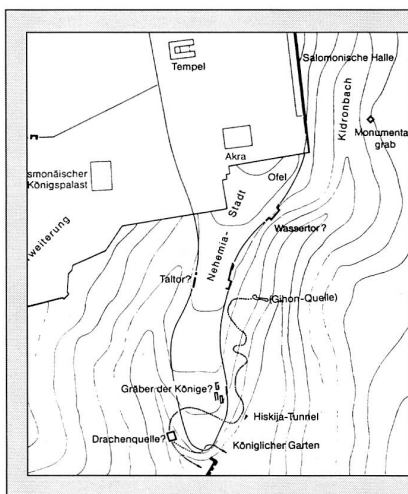 Tempel
Salomonische Halle
Kidronbach
Monumenta
grab
Akra
smonäischer
Königspalast
Ofel
weiterung
Nehemia-
Stadt
Wassertor?
Taltor?
(Gihon-Quelle)
Gräber der Könige?
Hiskija-Tunnel
Drachenquelle?
Königlicher Garten